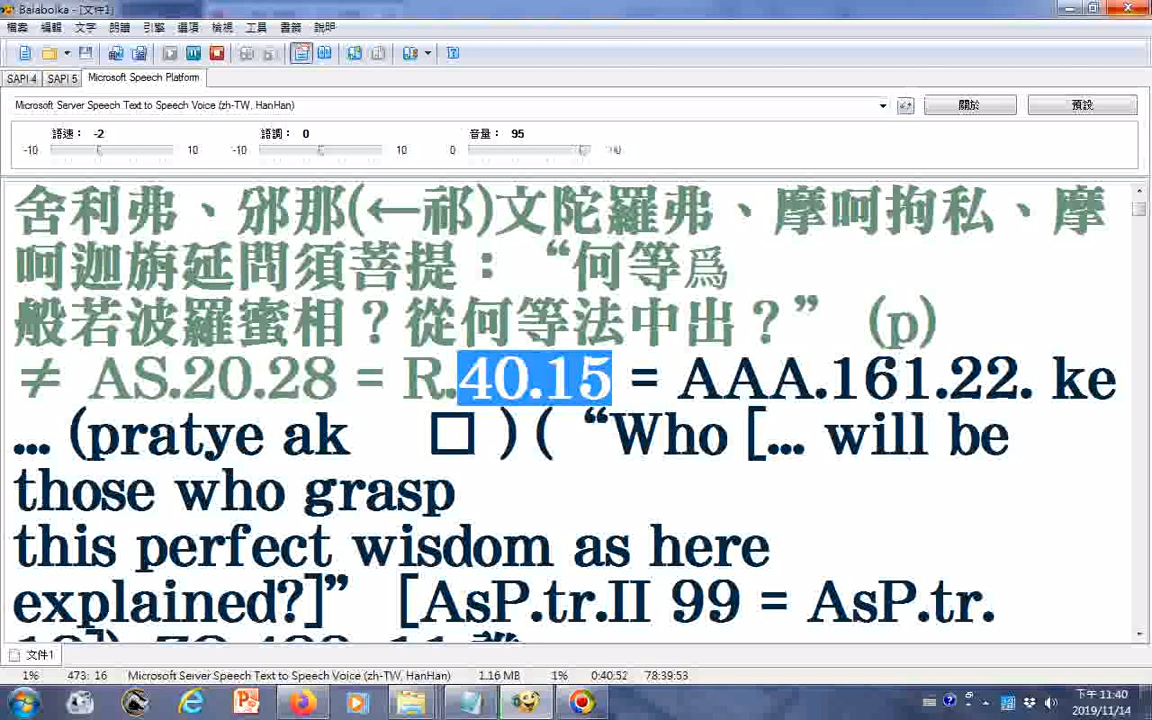 Balabolka - [文件1]
檔案 編輯 文字 朗讀 引擎 選項 檢視 工具 書籤 說明
SAPI 4 SAPI 5 Microsoft Speech Platform
Microsoft Server Speech Text to Speech Voice (zh-TW, HanHan) 關於 預設
語速： -2 語調： 0 音量： 95
-10 10 -10 10 0 100
舍利弗、邠那(←祁)文陀羅弗、摩呵拘私、摩
呵迦旃延問須菩提：“何等爲
般若波羅蜜相？從何等法中出？” (p)
≠ AS.20.28 = R.40.15 = AAA.161.22. ke
... (pratye ak □ ) ( “Who [... will be
those who grasp
this perfect wisdom as here
explained?]” [AsP.tr.II 99 = AsP.tr.
文件1
1% 473: 16 Microsoft Server Speech Text to Speech Voice (zh-TW, HanHan) 1.16 MB 1% 0:40:52 78:39:53
下午 11:40
2019/11/14